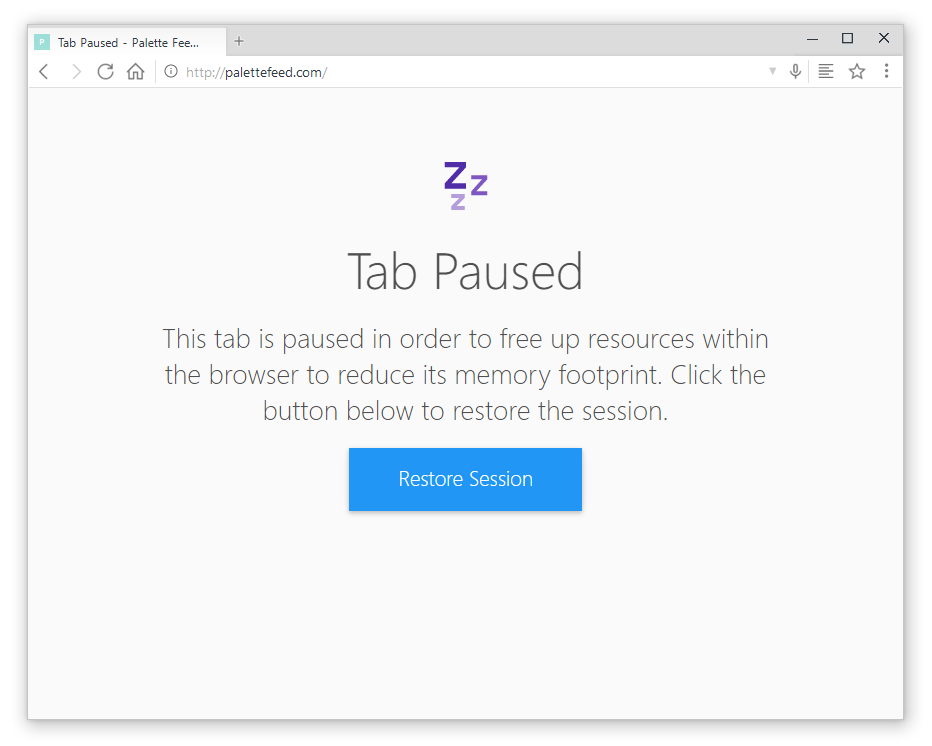 P Tab Paused - Palette Fee...
http://palettefeed.com/
Z
Z
Z
Tab Paused
This tab is paused in order to free up resources within
the browser to reduce its memory footprint. Click the
button below to restore the session.
Restore Session